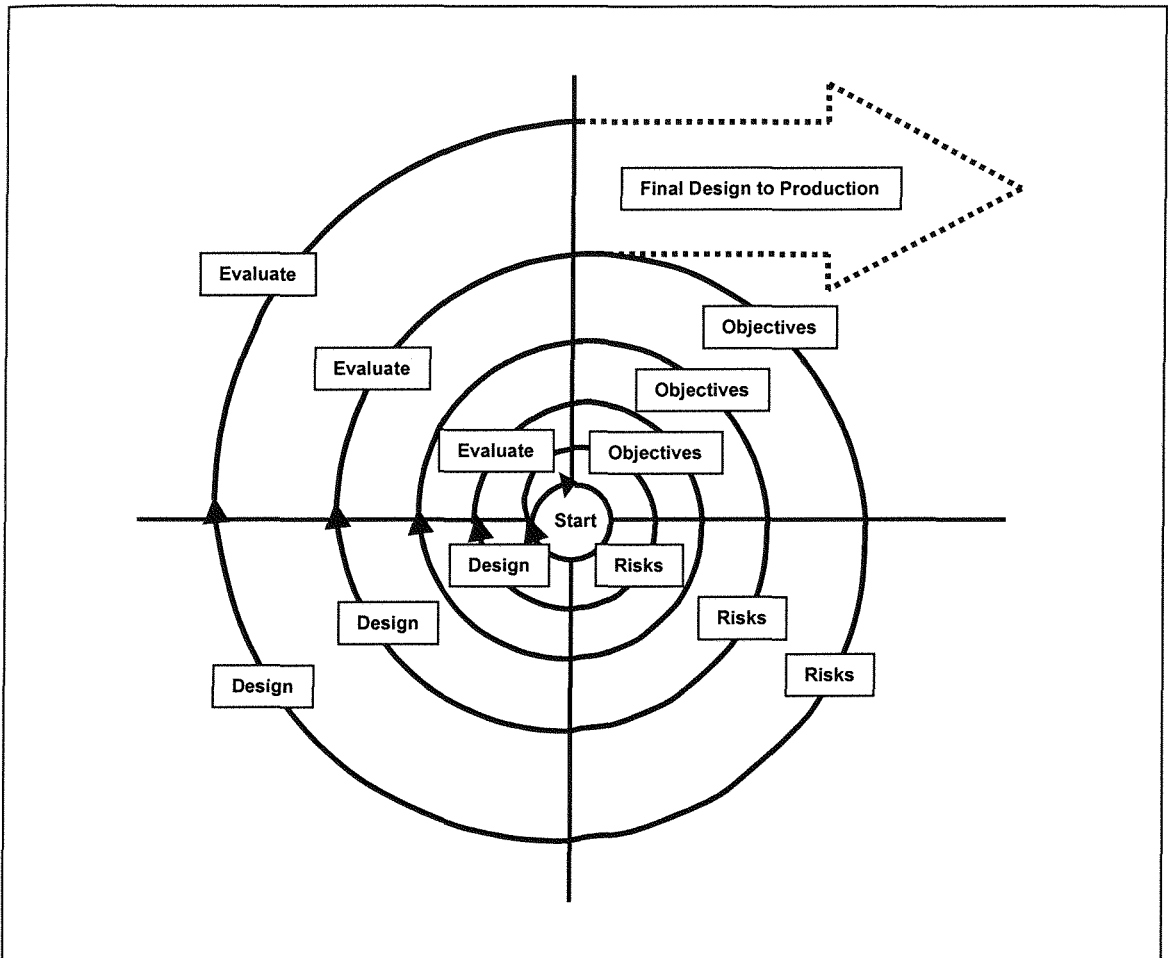 Final Design to Production
Evaluate
Objectives
Evaluate
Objectives
Evaluate
Objectives
Start
Design
Risks
Design
Risks
Design
Risks